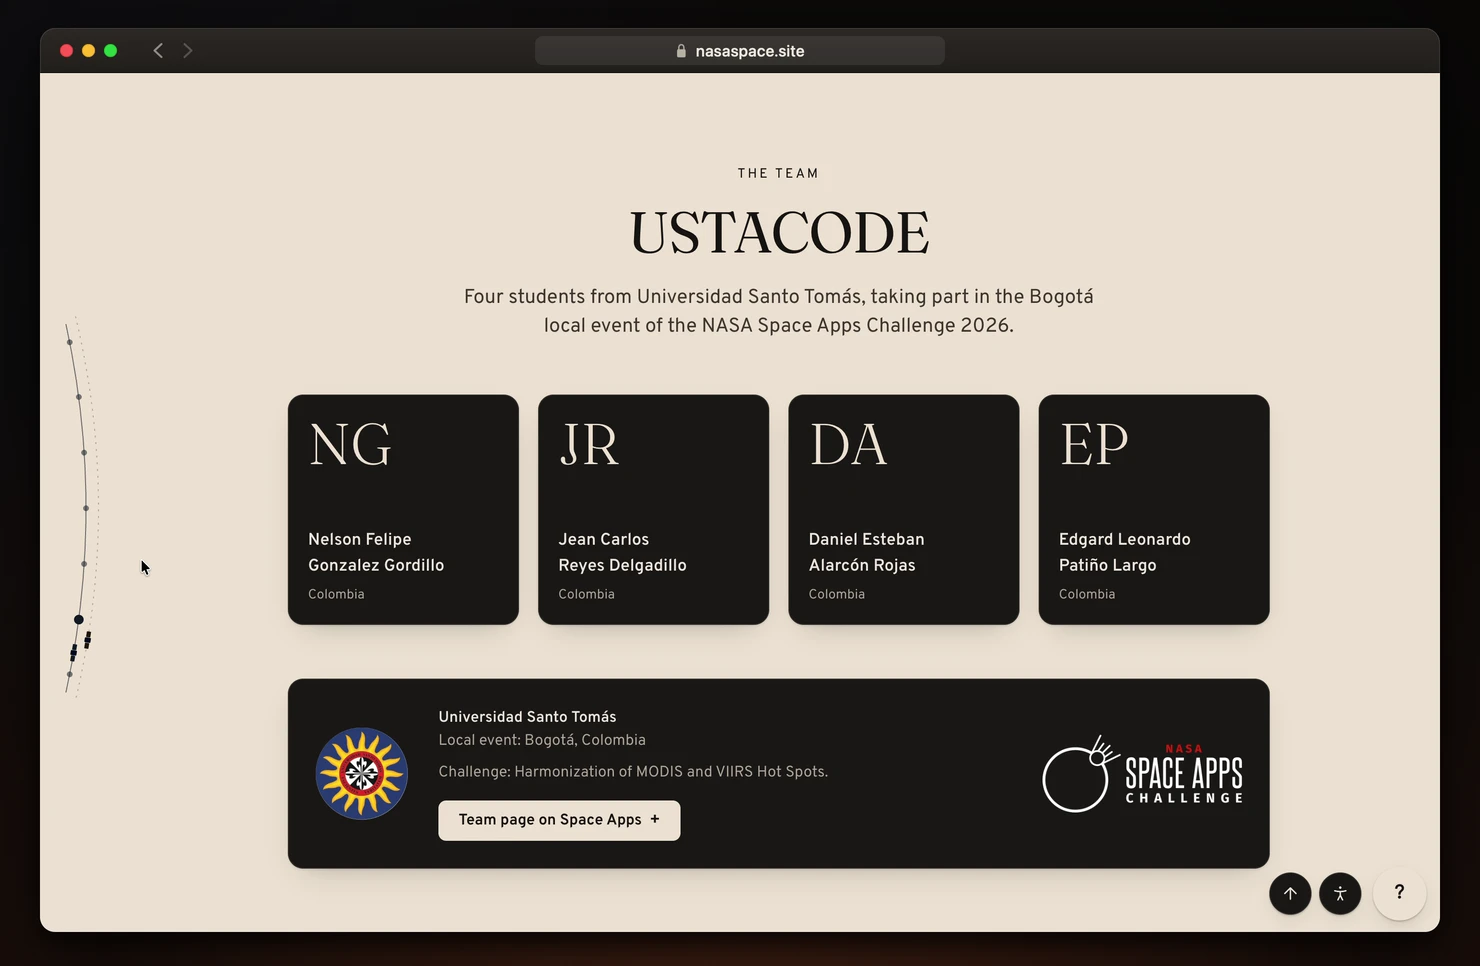 nasaspace.site
THE TEAM
USTACODE
Four students from Universidad Santo Tomás, taking part in the Bogotá
local event of the NASA Space Apps Challenge 2026.
NG
Nelson Felipe
Gonzalez Gordillo
Colombia
JR
Jean Carlos
Reyes Delgadillo
Colombia
DA
Daniel Esteban
Alarcón Rojas
Colombia
EP
Edgard Leonardo
Patiño Largo
Colombia
Universidad Santo Tomás
Local event: Bogotá, Colombia
Challenge: Harmonization of MODIS and VIIRS Hot Spots.
Team page on Space Apps +
NASA
SPACE APPS
CHALLENGE
?